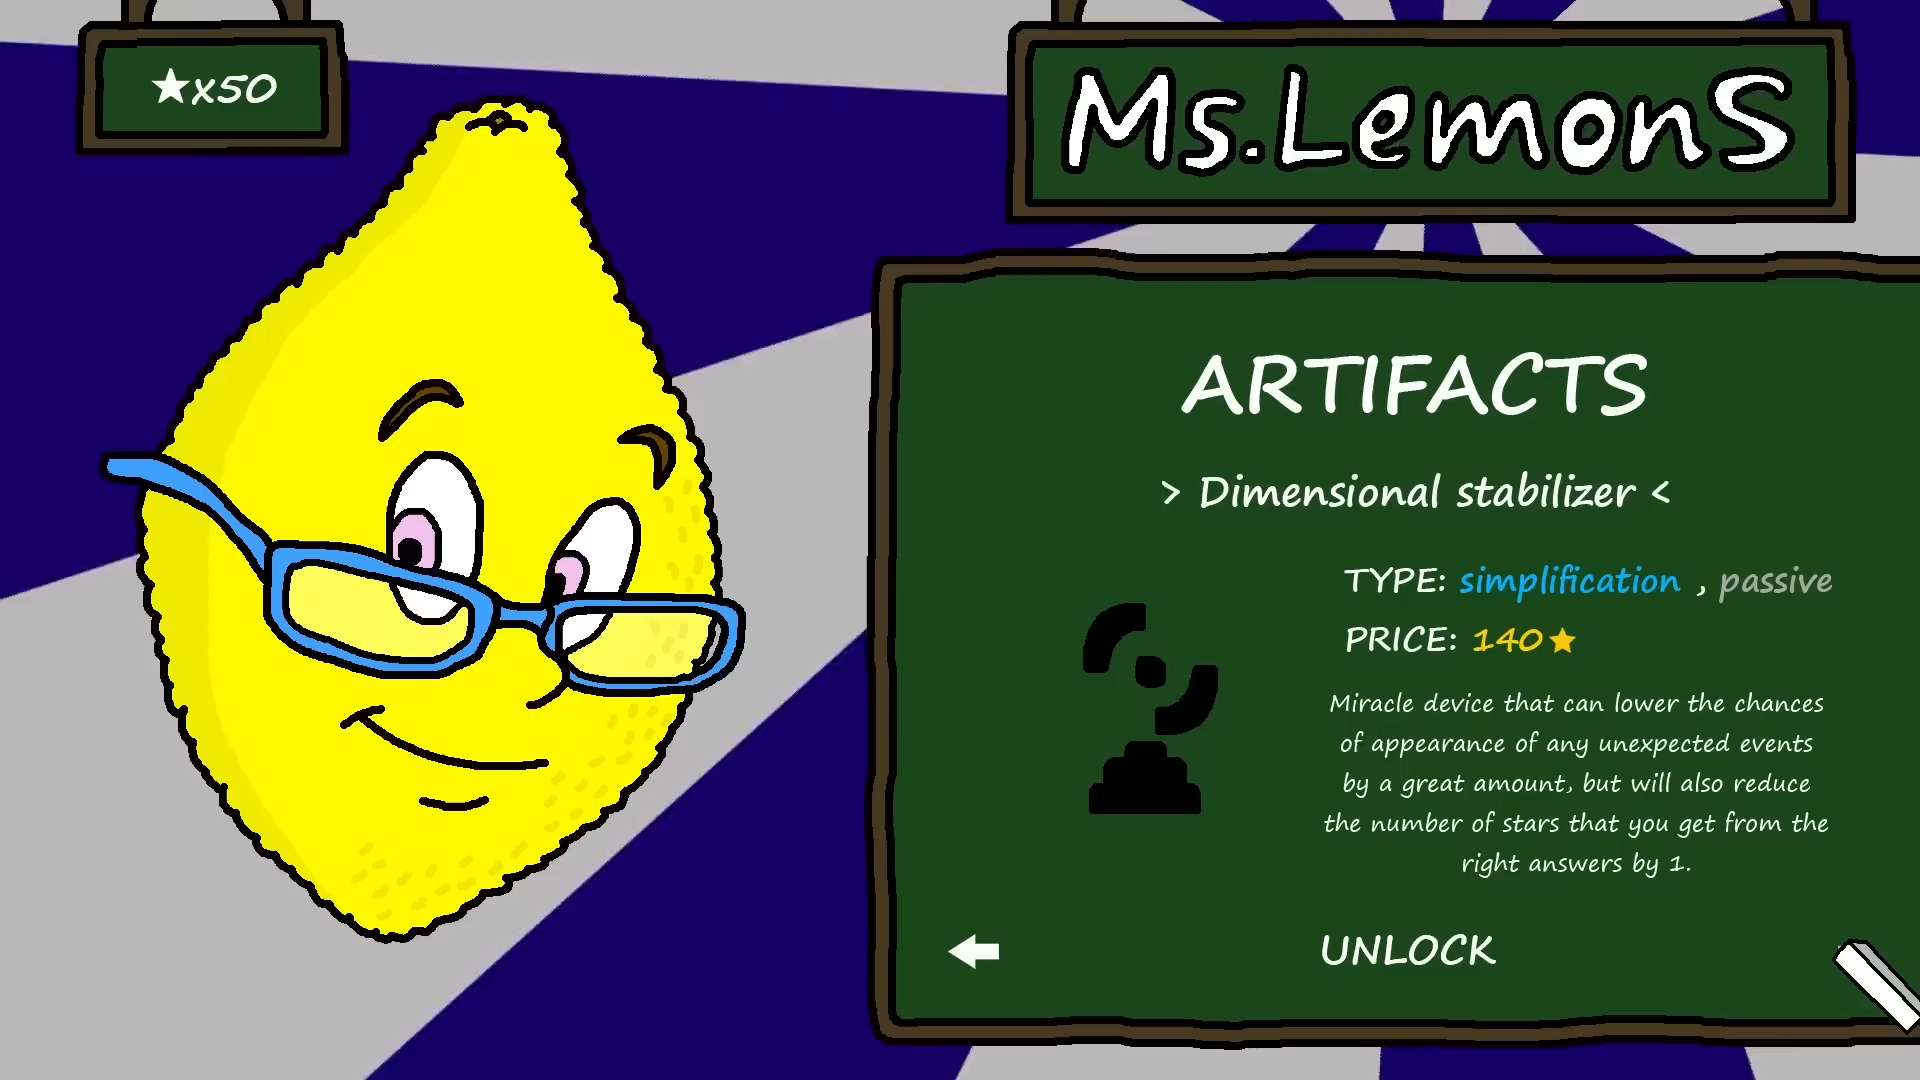 ★x50
Ms.LemonS
ARTIFACTS
> Dimensional stabilizer <
TYPE: simplification , passive
PRICE: 140★
Miracle device that can lower the chances
of appearance of any unexpected events
by a great amount, but will also reduce
the number of stars that you get from the
right answers by 1.
UNLOCK